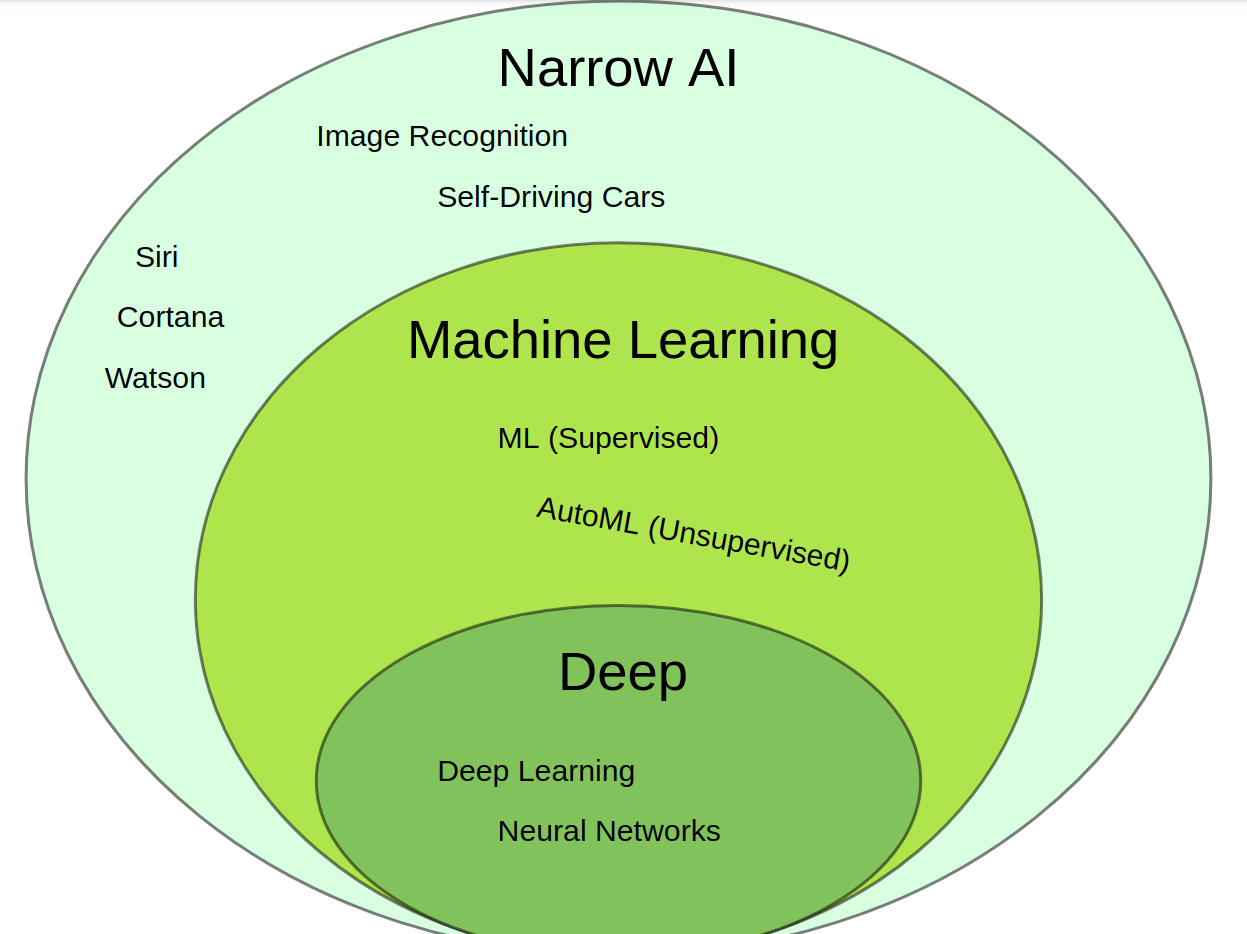 Narrow AI
Image Recognition
Self-Driving Cars
Siri
Cortana
Watson
Machine Learning
ML (Supervised)
AutoML (Unsupervised)
Deep
Deep Learning
Neural Networks